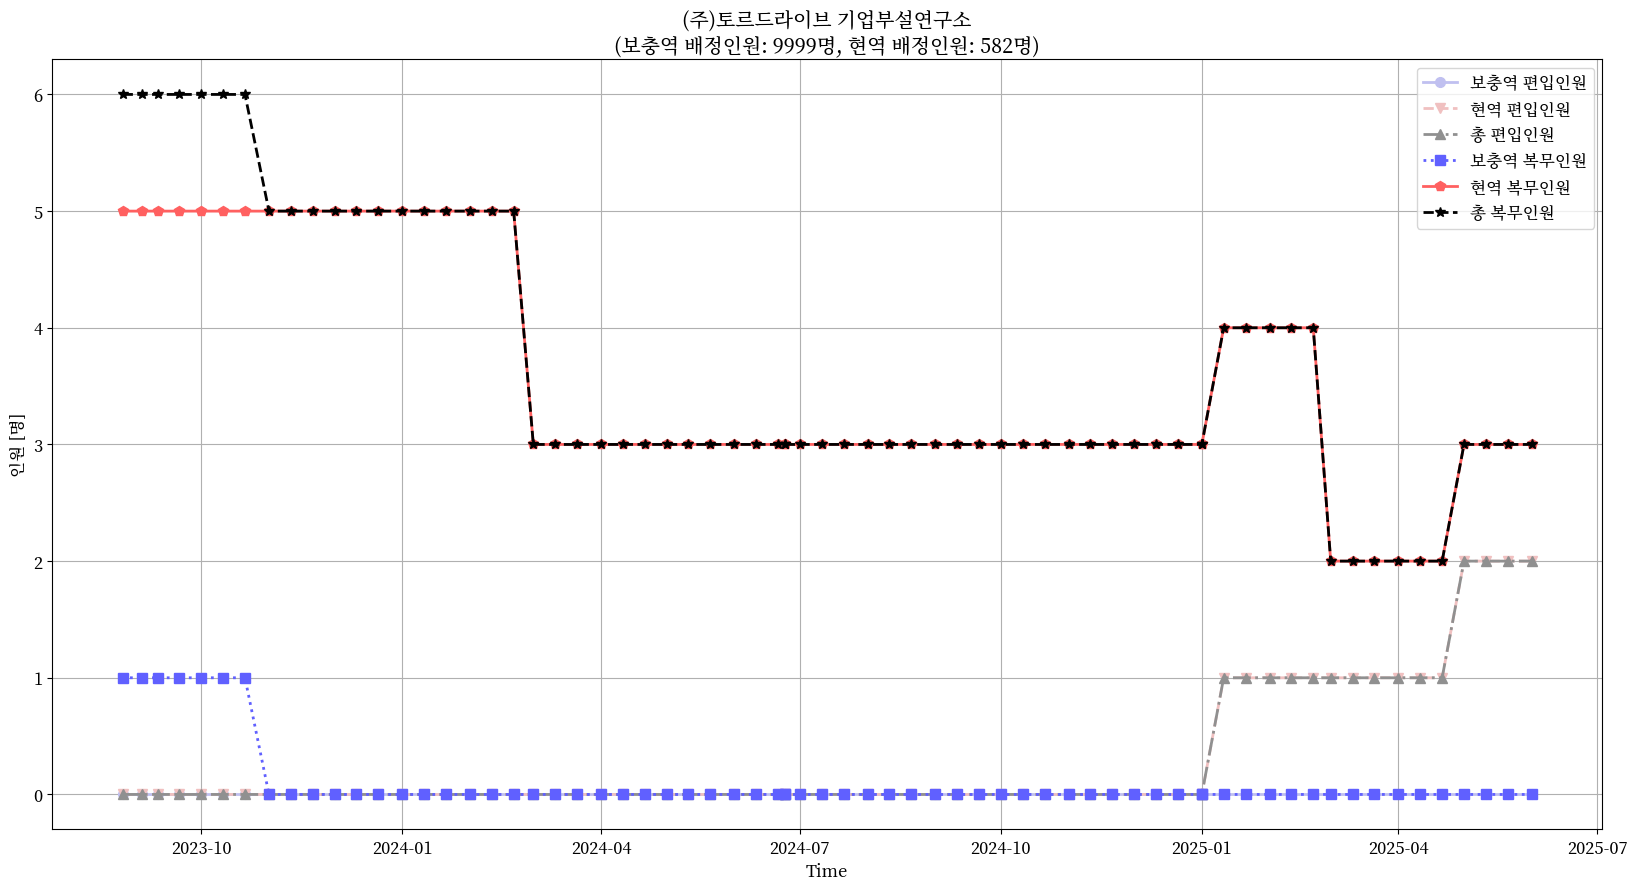 (주)토르드라이브 기업부설연구소
(보충역 배정인원: 9999명, 현역 배정인원: 582명)
보충역 편입인원
현역 편입인원
총 편입인원
보충역 복무인원
현역 복무인원
총 복무인원
인원 [명]
6
5
4
3
2
1
0
2023-10
2024-01
2024-04
2024-07
2024-10
2025-01
2025-04
2025-07
Time